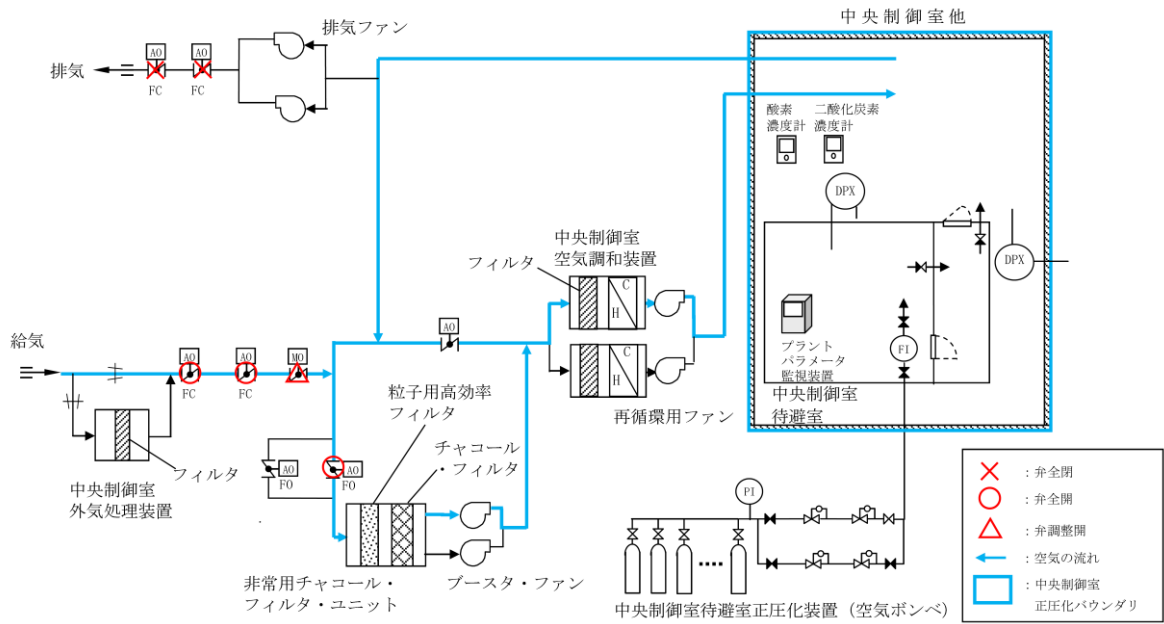 中央制御室他
排気ファン
AO
AO
排気
FC
FC
酸素
濃度計
二酸化炭素
濃度計
DPX
DPX
中央制御室
空気調和装置
フィルタ
C
H
C
H
再循環用ファン
プラント
パラメータ
監視装置
FI
中央制御室
待避室
給気
AO
AO
MO
FC
FC
AO
粒子用高効率
フィルタ
チャコール
・フィルタ
フィルタ
中央制御室
外気処理装置
AO
FO
AO
FO
非常用チャコール・
フィルタ・ユニット
ブースタ・ファン
PI
中央制御室待避室正圧化装置（空気ボンベ）
：弁全閉
：弁全開
：弁調整開
：空気の流れ
：中央制御室
正圧化バウンダリ